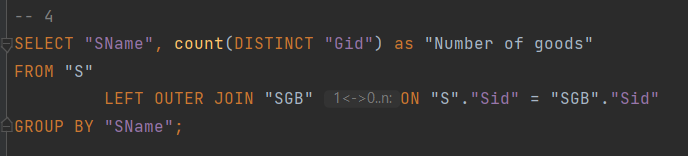 -- 4
SELECT "SName", count(DISTINCT "Gid") as "Number of goods"
FROM "S"
LEFT OUTER JOIN "SGB" 1<->0..n: ON "S"."Sid" = "SGB"."Sid"
GROUP BY "SName";